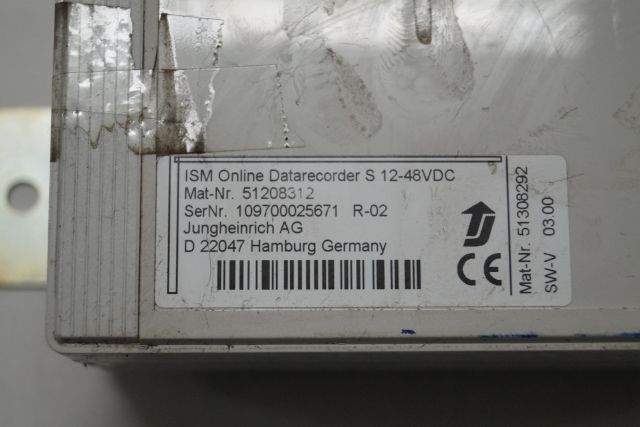 ISM Online Datarecorder S 12-48VDC
Mat-Nr. 51208312
SerNr. 109700025671 R-02
Jungheinrich AG
D 22047 Hamburg Germany
CE
Mat-Nr. 51308292
SW-V 03.00